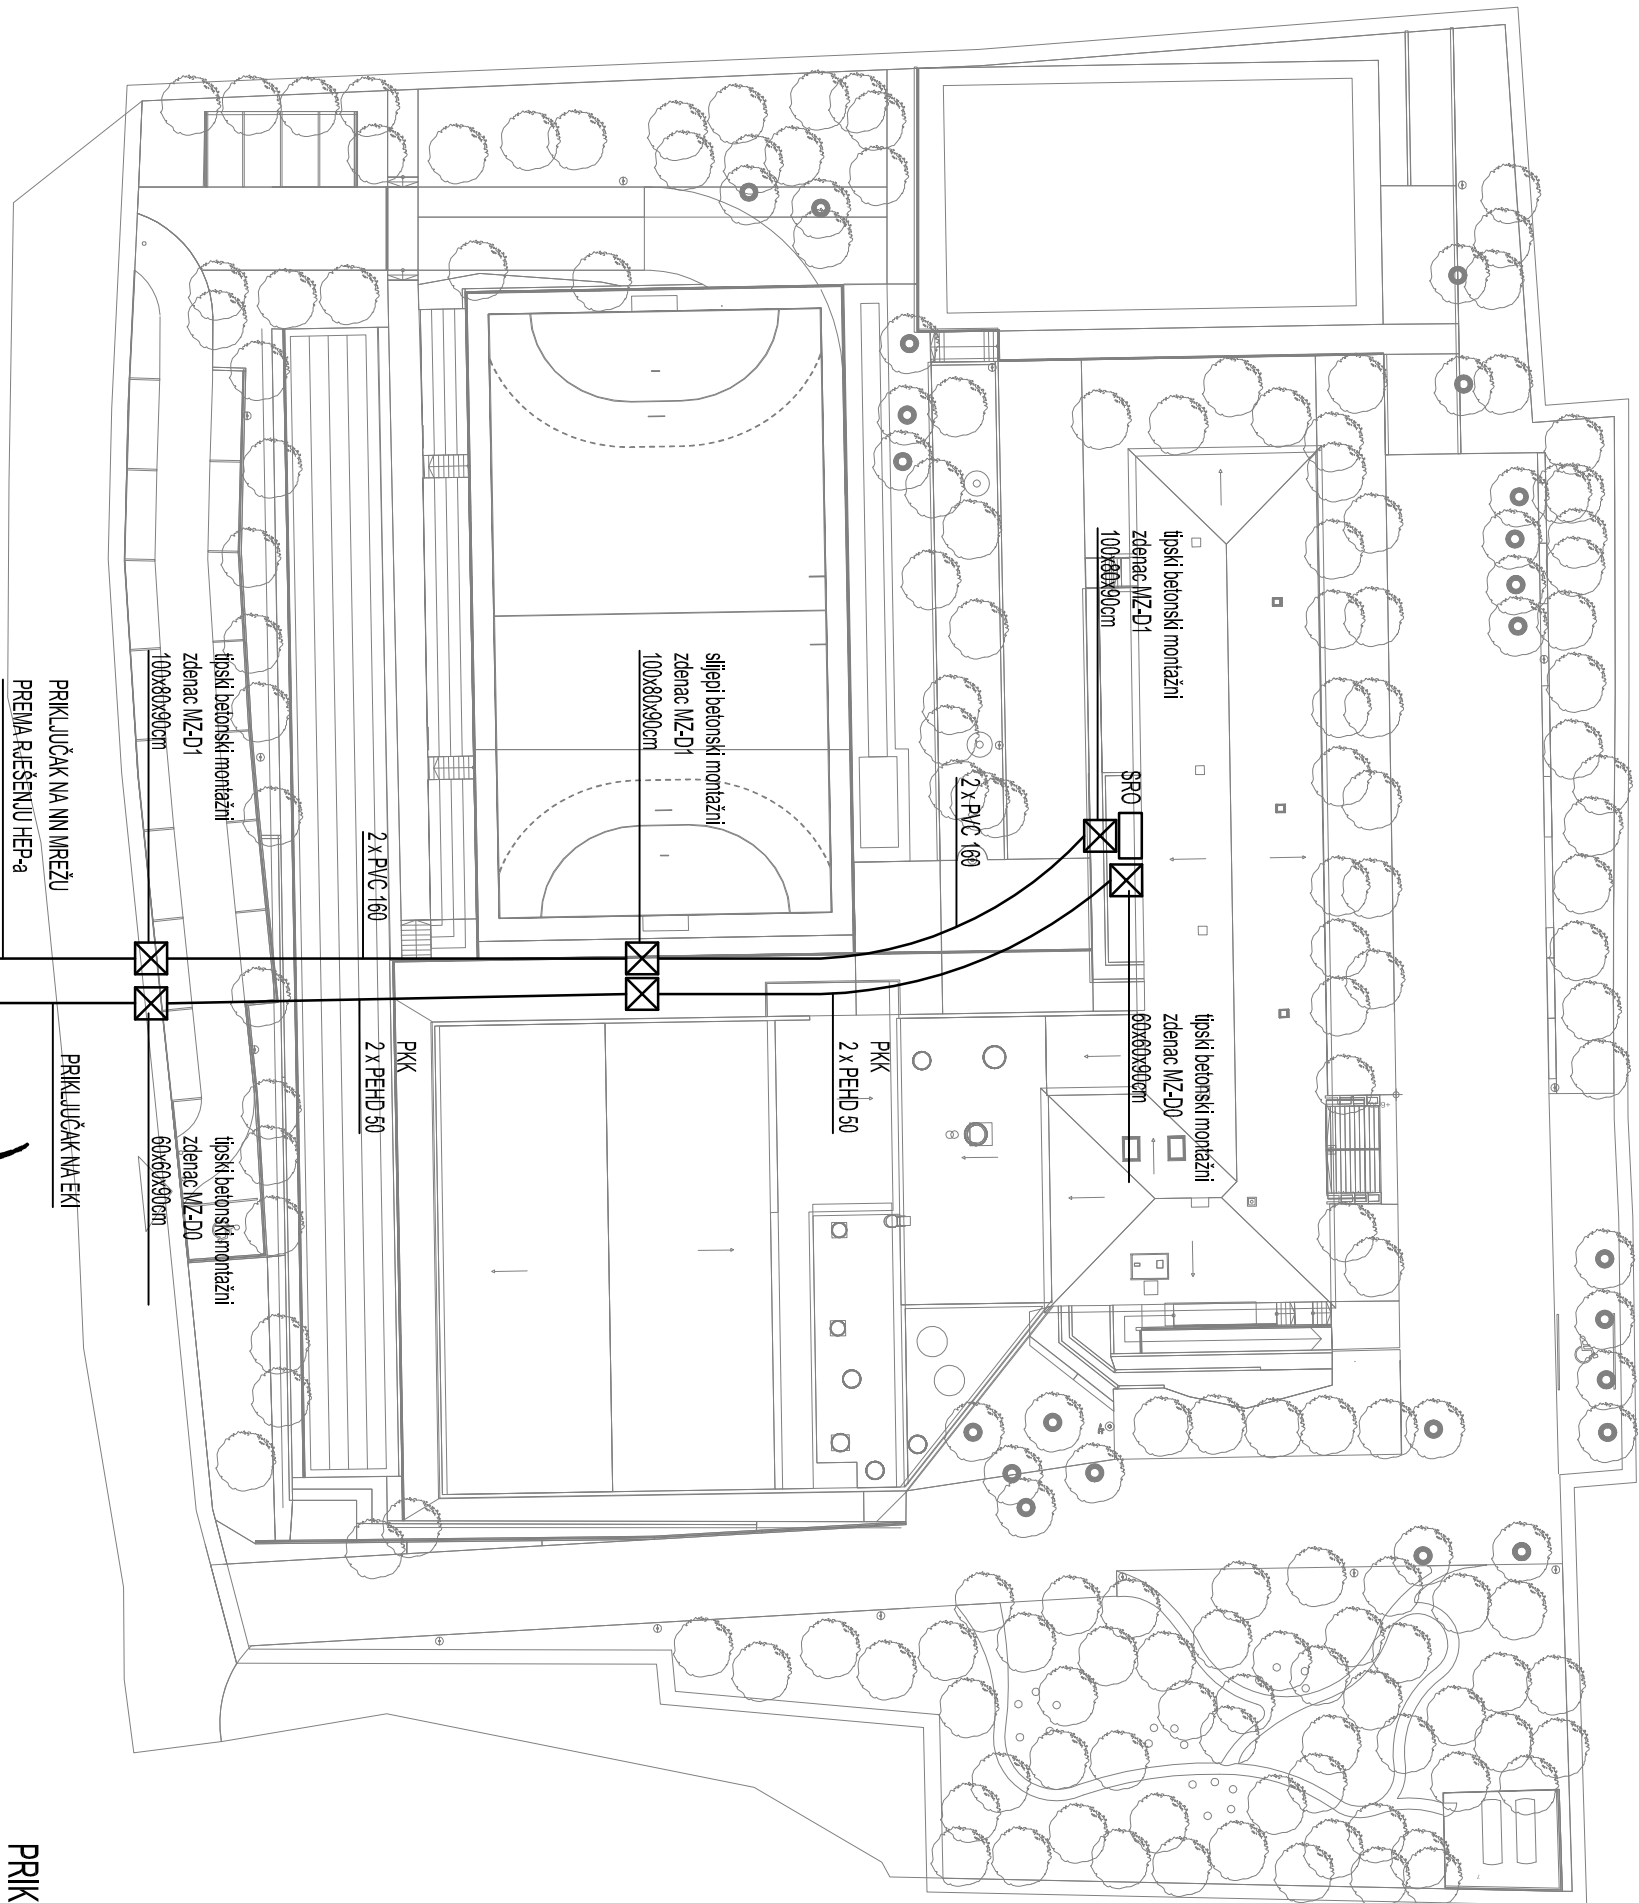 tipski betonski montažni
zdenac MZ-D1
100x80x90cm
SRO
2 x PVC 160
slijepi betonski montažni
zdenac MZ-D1
100x80x90cm
2 x PVC 160
tipski betonski montažni
zdenac MZ-D1
100x80x90cm
PRIKLJUČAK NA NN MREŽU
PREMA RJEŠENJU HEP-a
tipski betonski montažni
zdenac MZ-D0
60x60x90cm
PKK
2 x PEHD 50
PKK
2 x PEHD 50
tipski betonski montažni
zdenac MZ-D0
60x60x90cm
PRIKLJUČAK NA EKI
PRIK